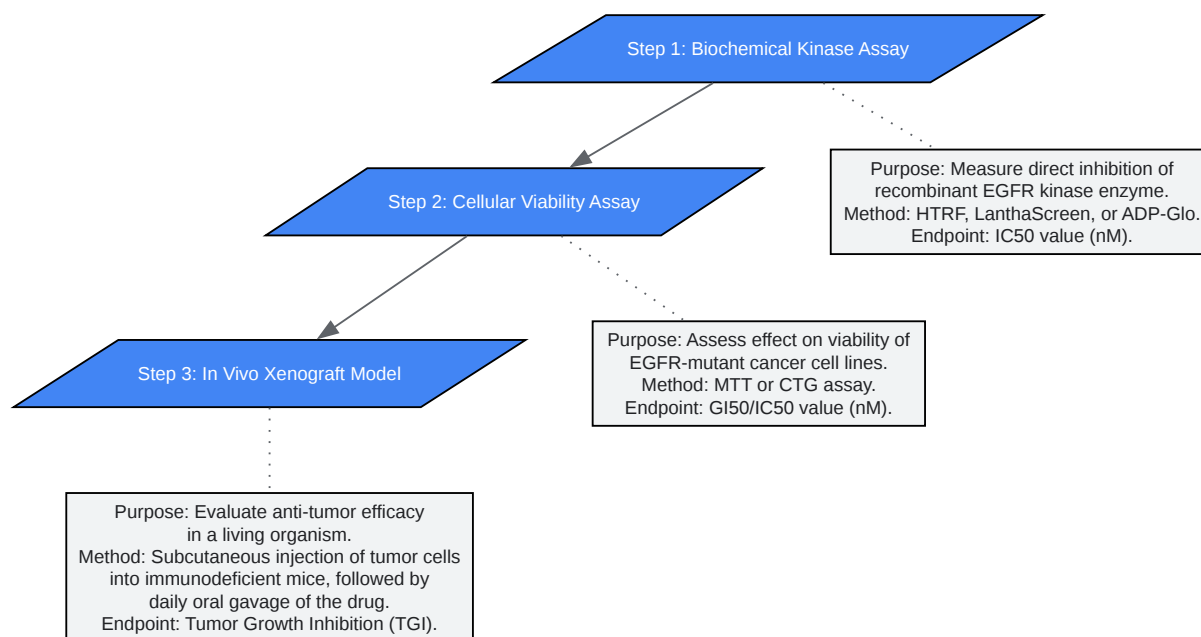 Step 1: Biochemical Kinase Assay
Purpose: Measure direct inhibition of
recombinant EGFR kinase enzyme.
Method: HTRF, LanthaScreen, or ADP-Glo.
Endpoint: IC50 value (nM).
Step 2: Cellular Viability Assay
Purpose: Assess effect on viability of
EGFR-mutant cancer cell lines.
Method: MTT or CTG assay.
Endpoint: GI50/IC50 value (nM).
Step 3: In Vivo Xenograft Model
Purpose: Evaluate anti-tumor efficacy
in a living organism.
Method: Subcutaneous injection of tumor cells
into immunodeficient mice, followed by
daily oral gavage of the drug.
Endpoint: Tumor Growth Inhibition (TGI).